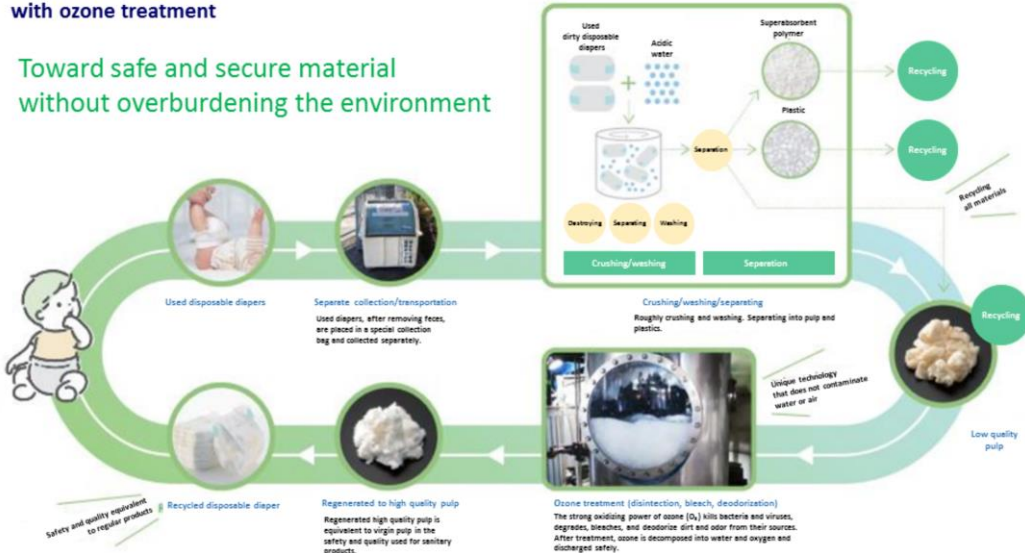 with ozone treatment
Toward safe and secure material
without overburdening the environment
Used
dirty disposable
diapers
Acidic
water
Superabsorbent
polymer
Plastic
Recycling
Recycling
Separation
Destroying
Separating
Washing
Crushing/washing
Separation
Recycling
all materials
Used disposable diapers
Separate collection/transportation
Used diapers, after removing feces,
are placed in a special collection
bag and collected separately.
Crushing/washing/separating
Roughly crushing and washing. Separating into pulp and
plastics.
Recycling
Low quality
pulp
Unique technology
that does not contaminate
water or air
Ozone treatment (disintection, bleach, deodorization)
The strong oxidizing power of ozone (O₃) kills bacteria and viruses,
degrades, bleaches, and deodorize dirt and odor from their sources.
After treatment, ozone is decomposed into water and oxygen and
discharged safely.
Regenerated to high quality pulp
Regenerated high quality pulp is
equivalent to virgin pulp in the
safety and quality used for sanitary
products.
Recycled disposable diaper
Safety and quality equivalent
to regular products